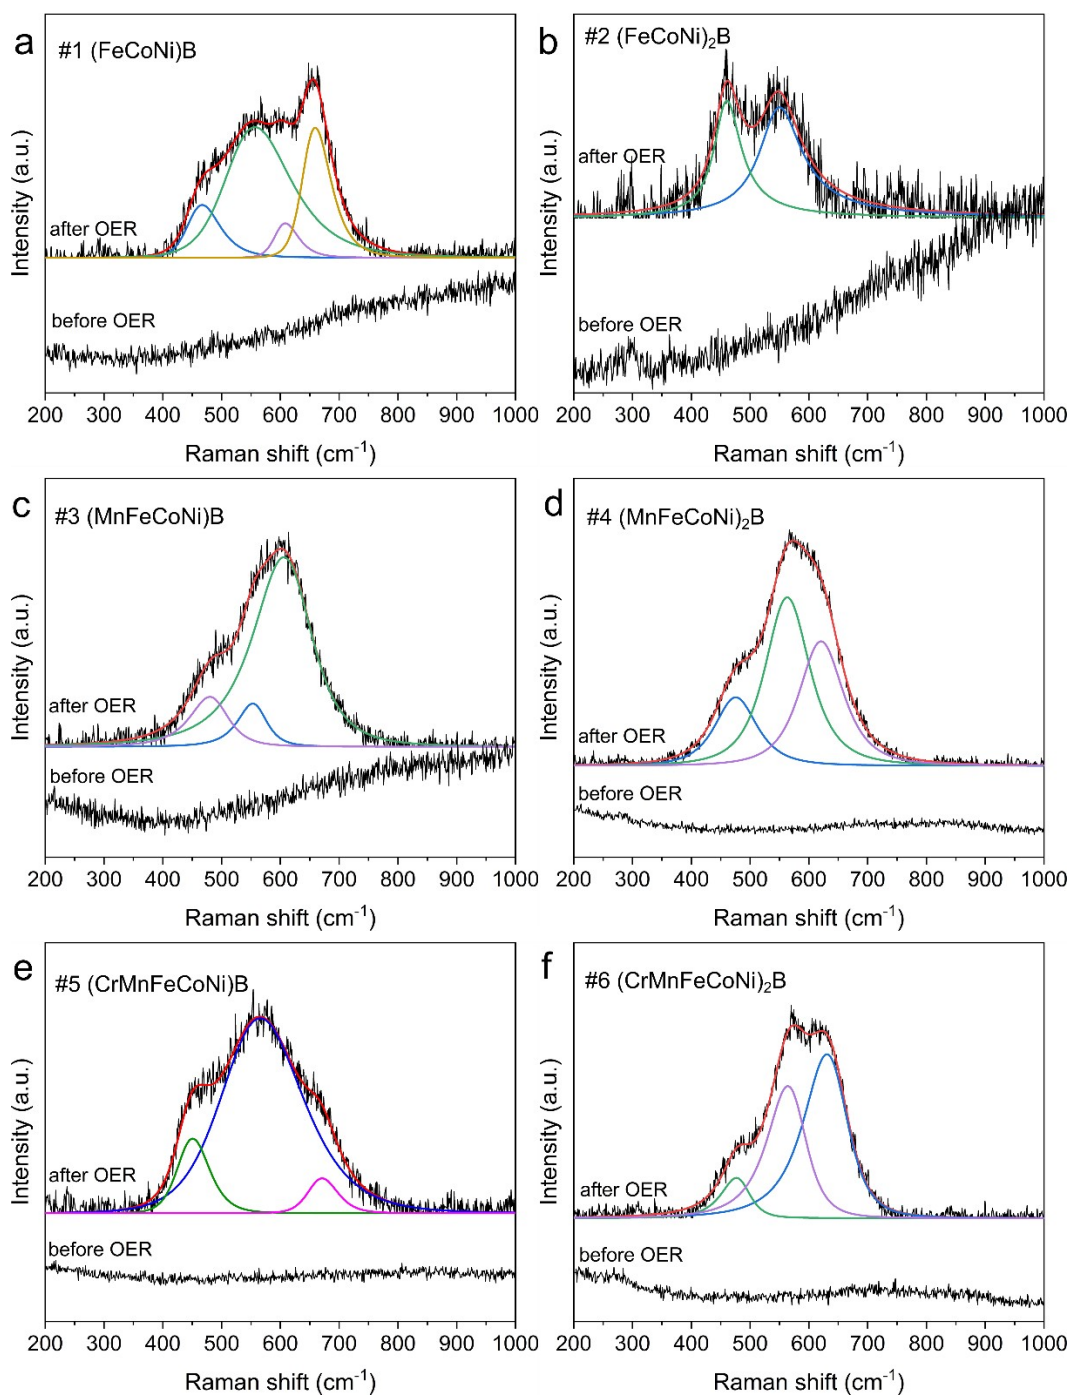 a
#1 (FeCoNi)B
Intensity (a.u.)
after OER
before OER
200 300 400 500 600 700 800 900 1000
Raman shift (cm⁻¹)
b
#2 (FeCoNi)₂B
Intensity (a.u.)
after OER
before OER
200 300 400 500 600 700 800 900 1000
Raman shift (cm⁻¹)
c
#3 (MnFeCoNi)B
Intensity (a.u.)
after OER
before OER
200 300 400 500 600 700 800 900 1000
Raman shift (cm⁻¹)
d
#4 (MnFeCoNi)₂B
Intensity (a.u.)
after OER
before OER
200 300 400 500 600 700 800 900 1000
Raman shift (cm⁻¹)
e
#5 (CrMnFeCoNi)B
Intensity (a.u.)
after OER
before OER
200 300 400 500 600 700 800 900 1000
Raman shift (cm⁻¹)
f
#6 (CrMnFeCoNi)₂B
Intensity (a.u.)
after OER
before OER
200 300 400 500 600 700 800 900 1000
Raman shift (cm⁻¹)